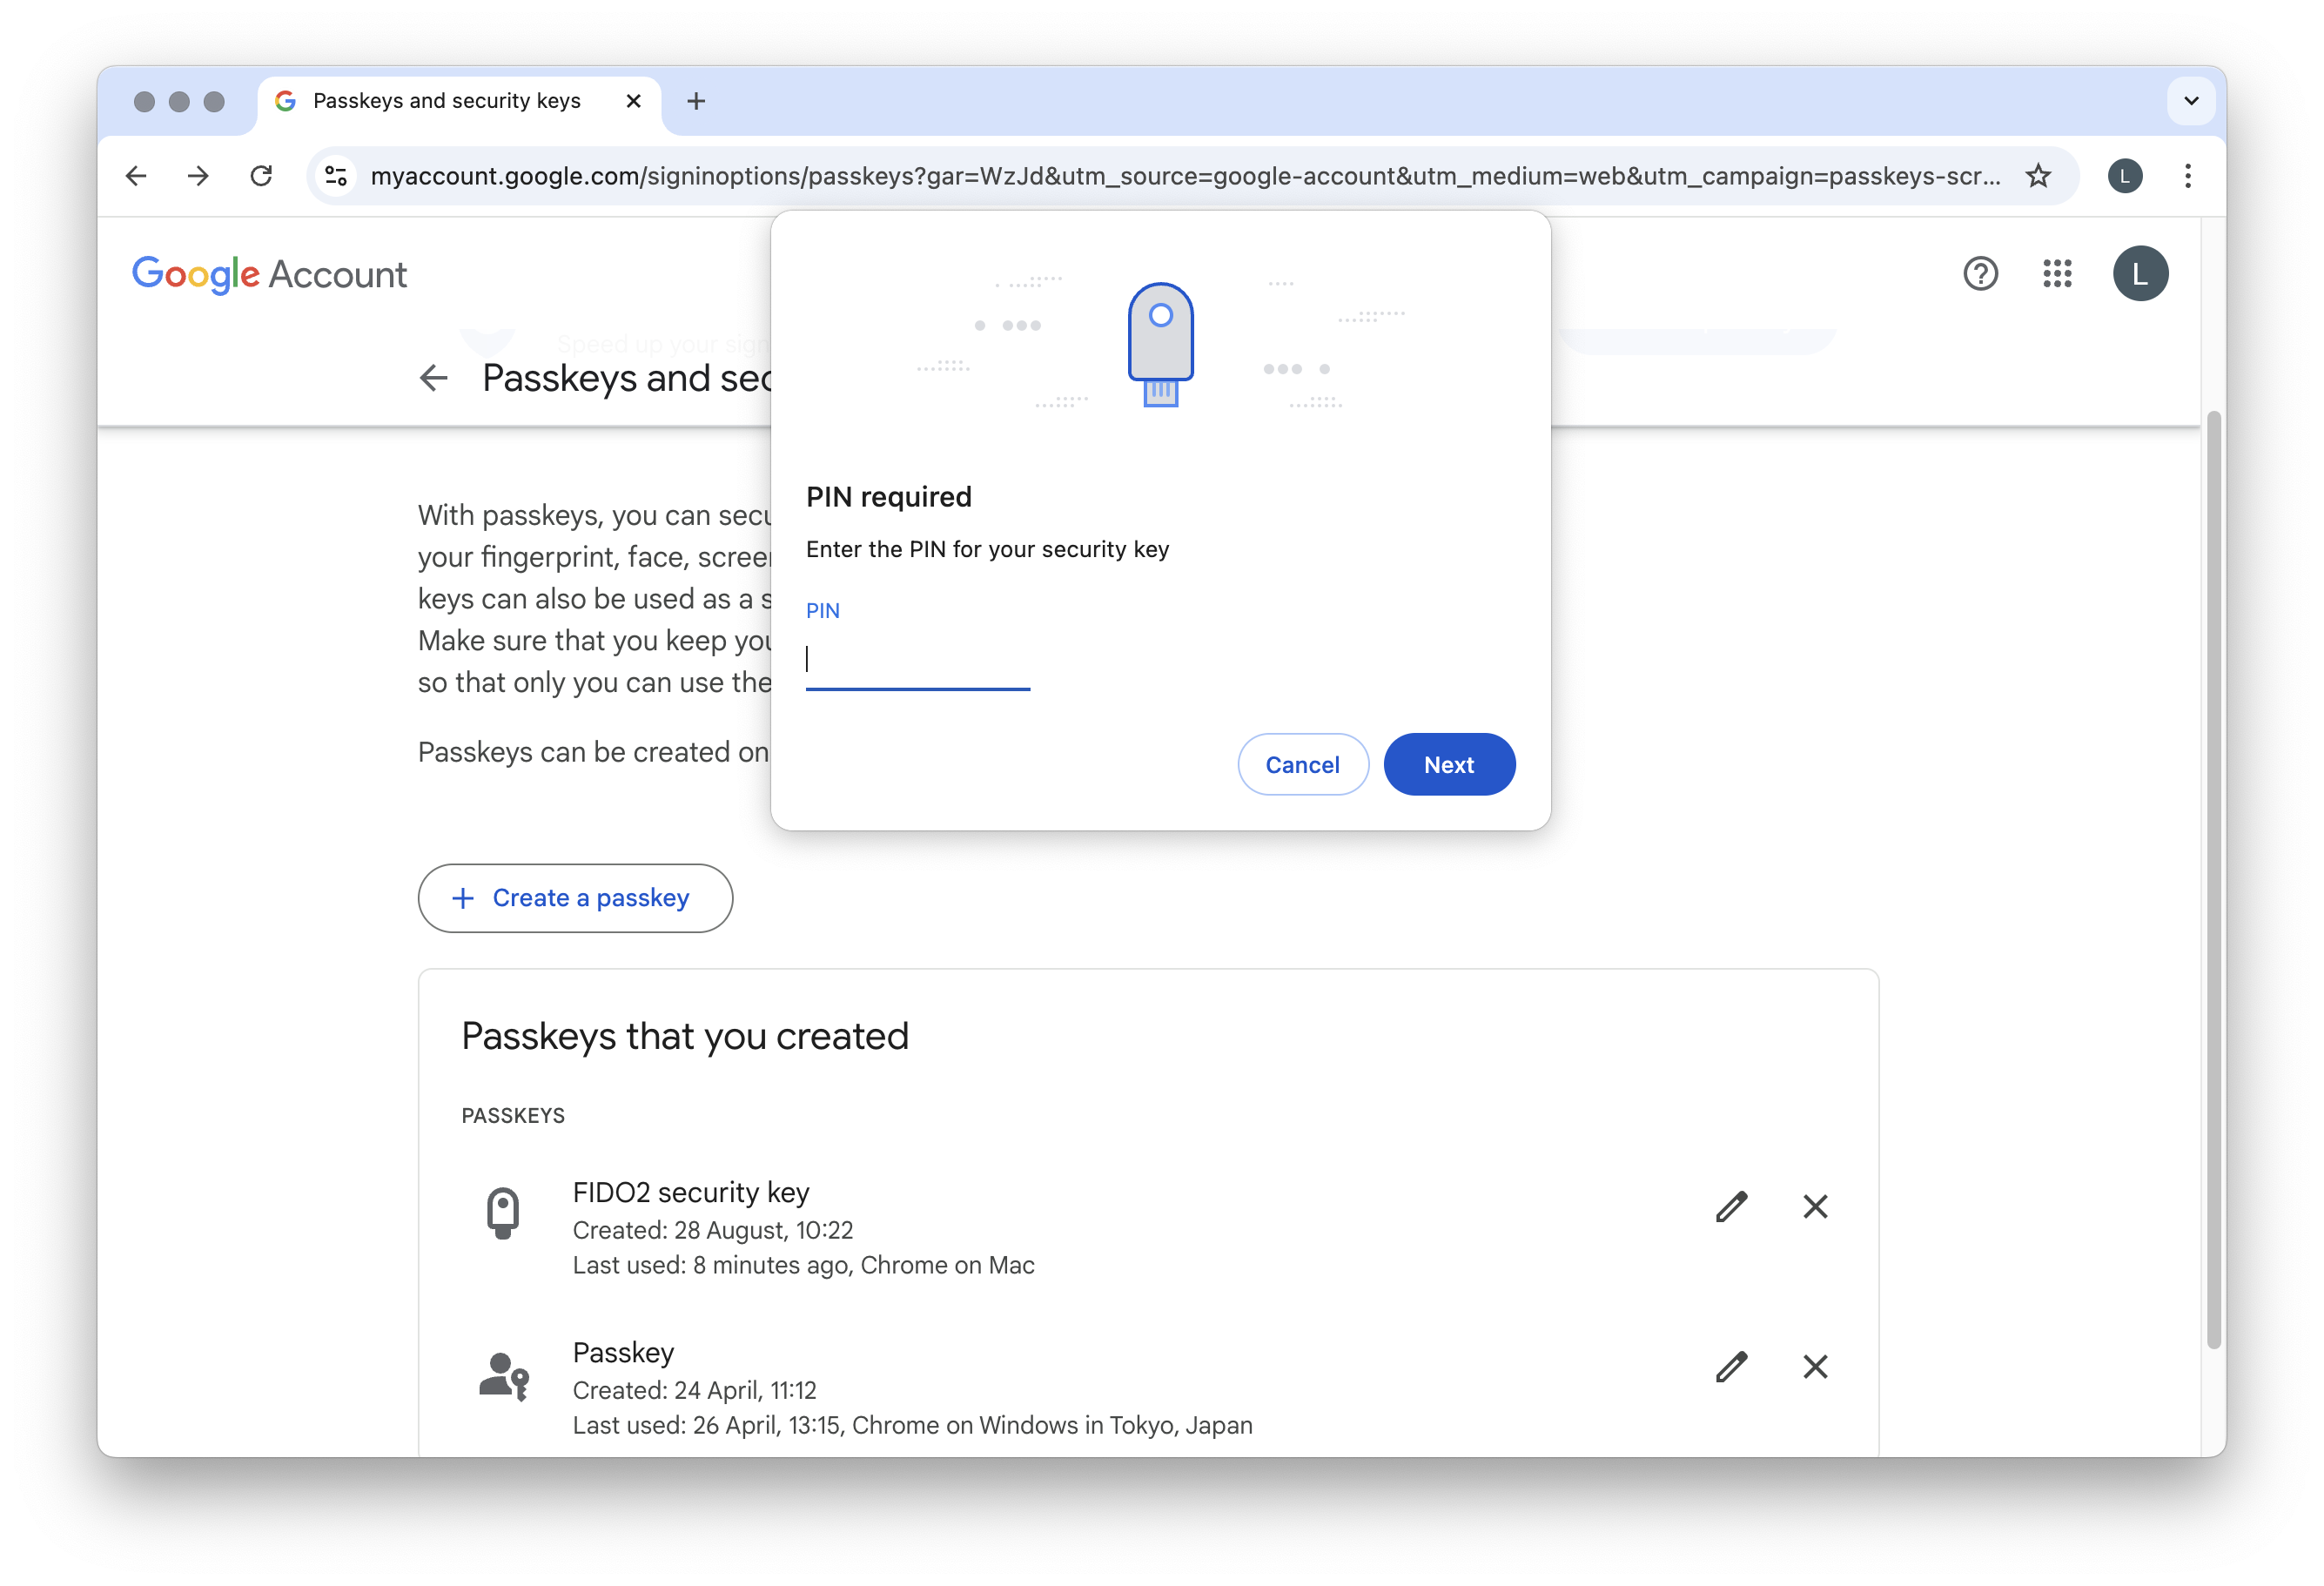 Passkeys and security keys
myaccount.google.com/signinoptions/passkeys?gar=WzJd&utm_source=google-account&utm_medium=web&utm_campaign=passkeys-scr...
L
Google Account
L
Speed up your sign
Passkeys and sec
With passkeys, you can secu
your fingerprint, face, screen
keys can also be used as a s
Make sure that you keep you
so that only you can use the
Passkeys can be created on
PIN required
Enter the PIN for your security key
PIN
Cancel
Next
Create a passkey
Passkeys that you created
PASSKEYS
FIDO2 security key
Created: 28 August, 10:22
Last used: 8 minutes ago, Chrome on Mac
Passkey
Created: 24 April, 11:12
Last used: 26 April, 13:15, Chrome on Windows in Tokyo, Japan